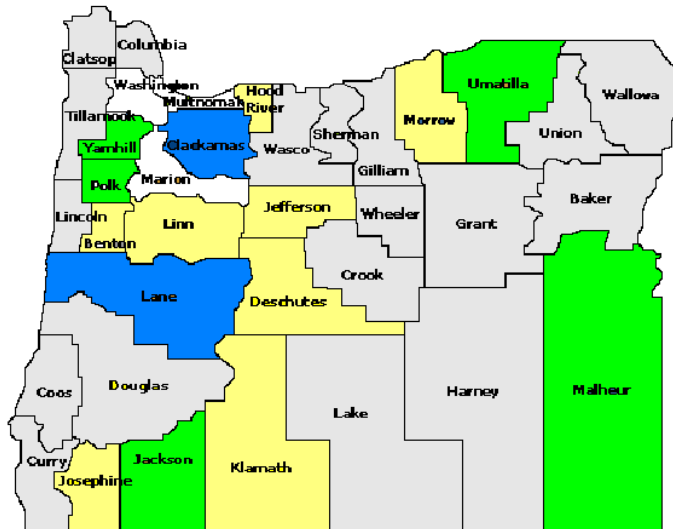 Columbia
Clatsop
Washington
Hood
River
Multnomah
Umatilla
Wallowa
Tillamook
Morrow
Sherman
Union
Yamhill
Clackamas
Wasco
Gilliam
Marion
Polk
Baker
Jefferson
Grant
Lincoln
Linn
Wheeler
Benton
Crook
Lane
Deschutes
Douglas
Coos
Harney
Malheur
Lake
Curry
Jackson
Klamath
Josephine